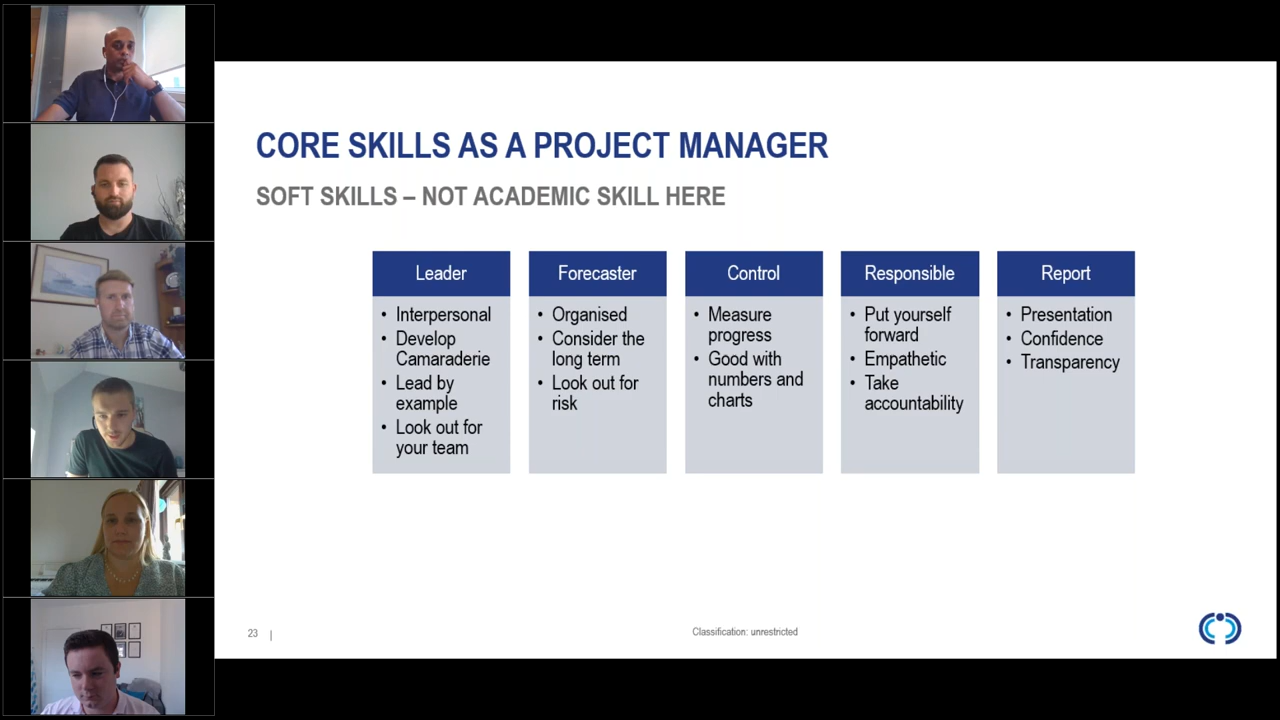 CORE SKILLS AS A PROJECT MANAGER
SOFT SKILLS – NOT ACADEMIC SKILL HERE
Leader
• Interpersonal
• Develop
Camaraderie
• Lead by
example
• Look out for
your team
Forecaster
• Organised
• Consider the
long term
• Look out for
risk
Control
• Measure
progress
• Good with
numbers and
charts
Responsible
• Put yourself
forward
• Empathetic
• Take
accountability
Report
• Presentation
• Confidence
• Transparency
23 |
Classification: unrestricted